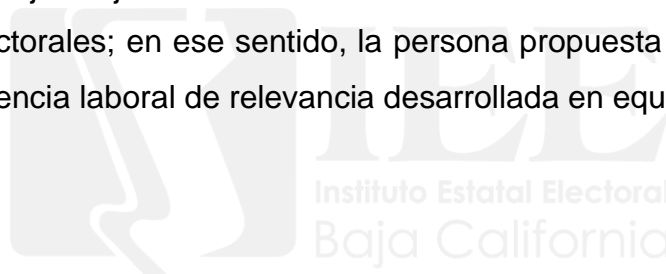 ctorales; en ese sentido, la persona propuesta
encia laboral de relevancia desarrollada en equ
IEE
Instituto Estatal Electoral
Baja California